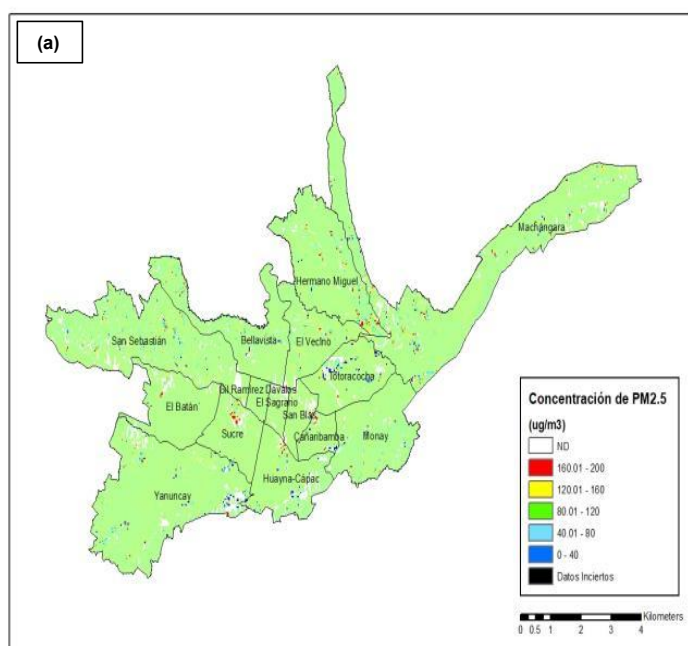 (a)
Machángara
Hermano Miguel
San Sebastián
Bellavista
El Vecino
Totoracocha
Gil Ramírez Dávalos
El Batán
El Sagrario
San Blas
Sucre
Cañaribamba
Monay
Yanuncay
Huayna-Cápac
Concentración de PM2.5
(ug/m3)
ND
160.01 - 200
120.01 - 160
80.01 - 120
40.01 - 80
0 - 40
Datos Inciertos
Kilometers
0 0.5 1 2 3 4